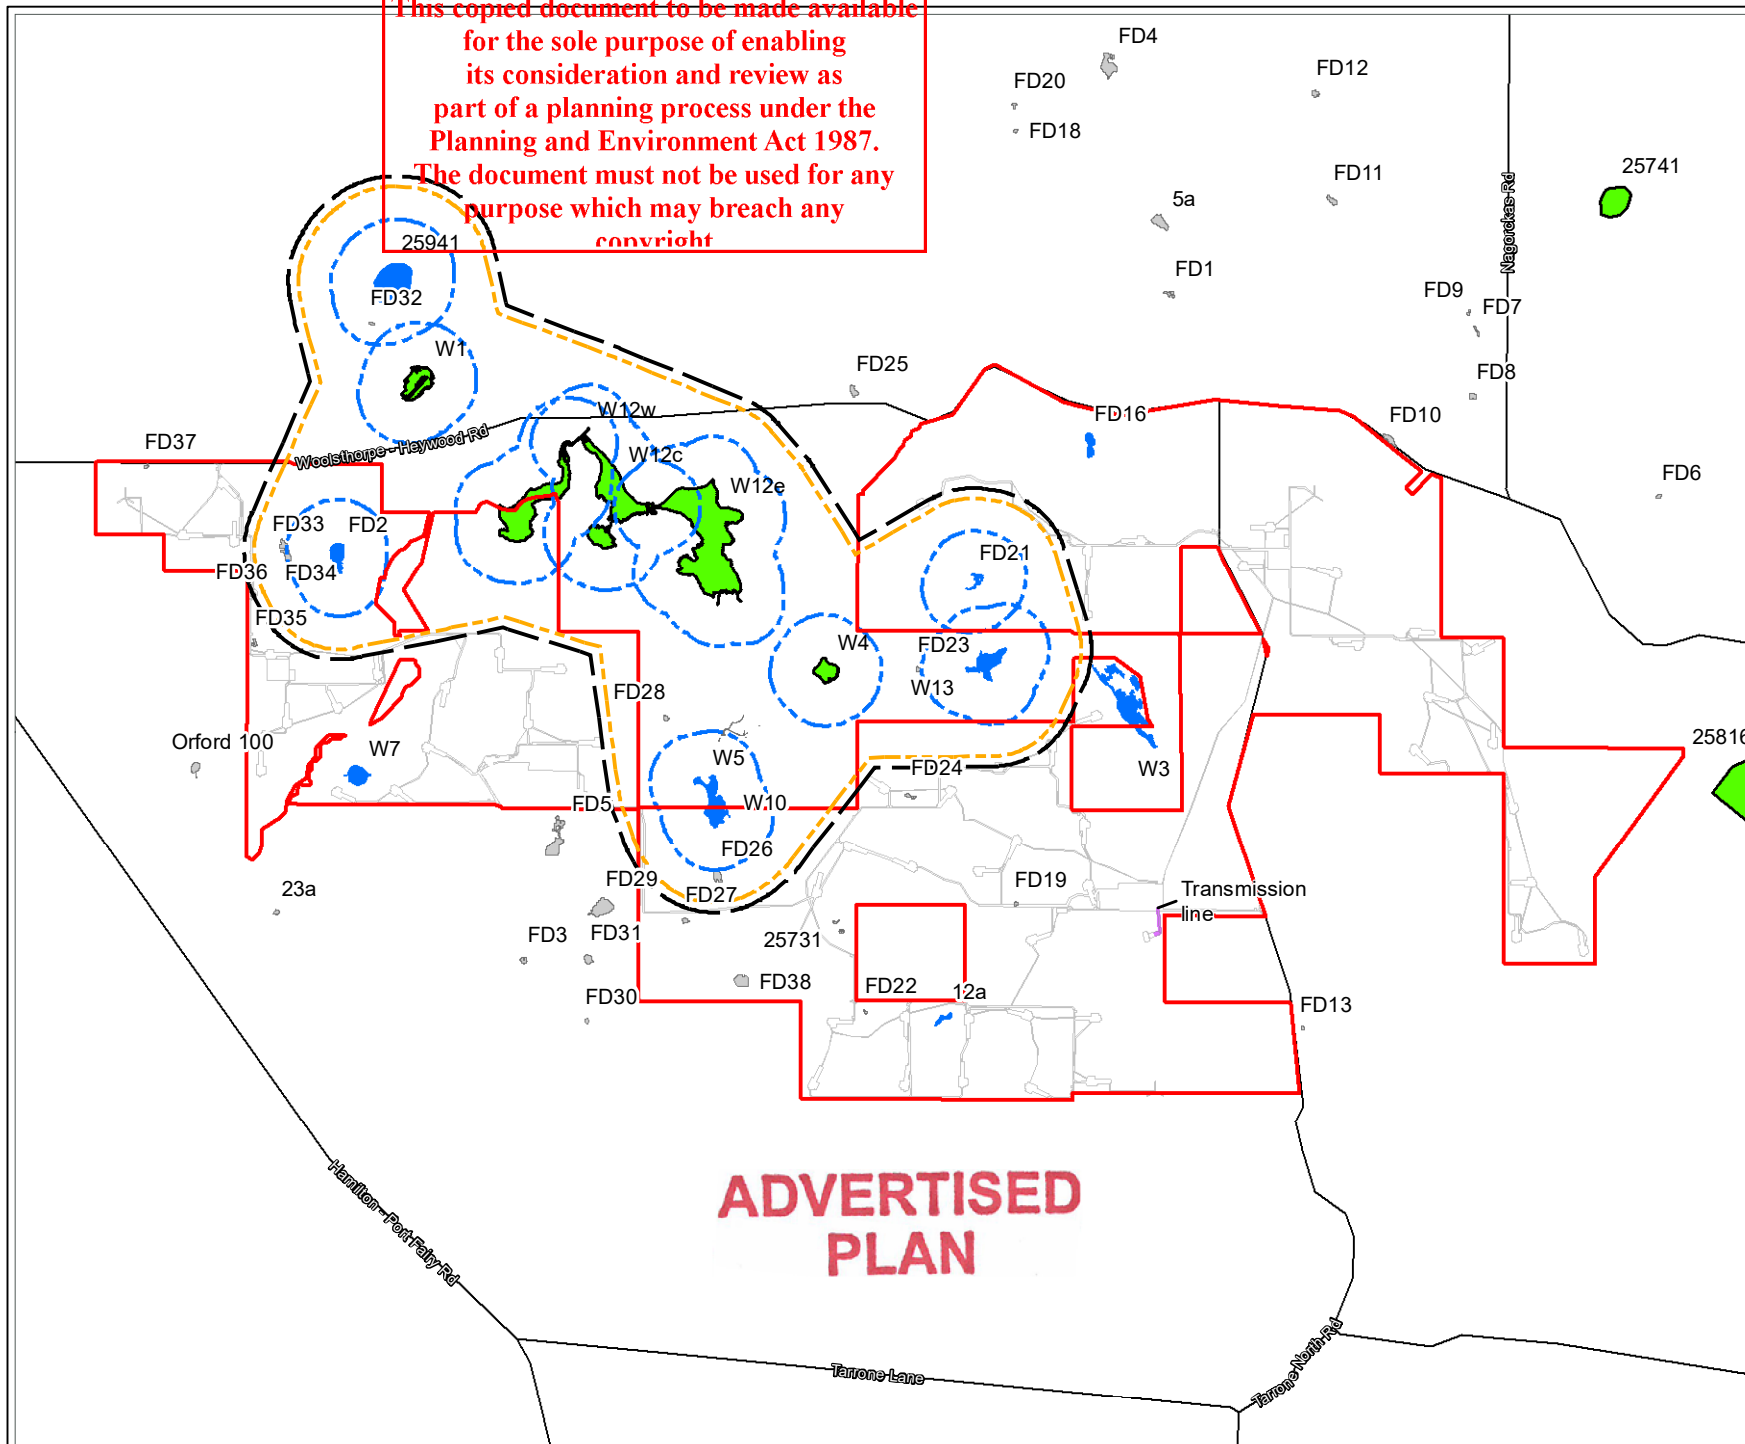 This copied document to be made available
for the sole purpose of enabling
its consideration and review as
part of a planning process under the
Planning and Environment Act 1987.
The document must not be used for any
purpose which may breach any
copyright
FD4
FD20
FD12
FD18
25741
FD11
5a
Nagorckas Rd
25941
FD1
FD32
FD9
FD7
W1
FD25
FD8
W12w
FD16
FD10
FD37
Woolsthorpe - Heywood Rd
W12c
FD6
W12e
FD33
FD2
FD21
FD36
FD34
FD35
W4
FD23
FD28
W13
Orford 100
W7
25816
W5
FD24
W3
FD5
W10
FD26
FD29
FD27
FD19
23a
Transmission
line
FD3
FD31
25731
FD38
FD22
12a
FD30
FD13
ADVERTISED
PLAN
Hamilton - Port Fairy Rd
Tarrone Lane
Tarrone North Rd